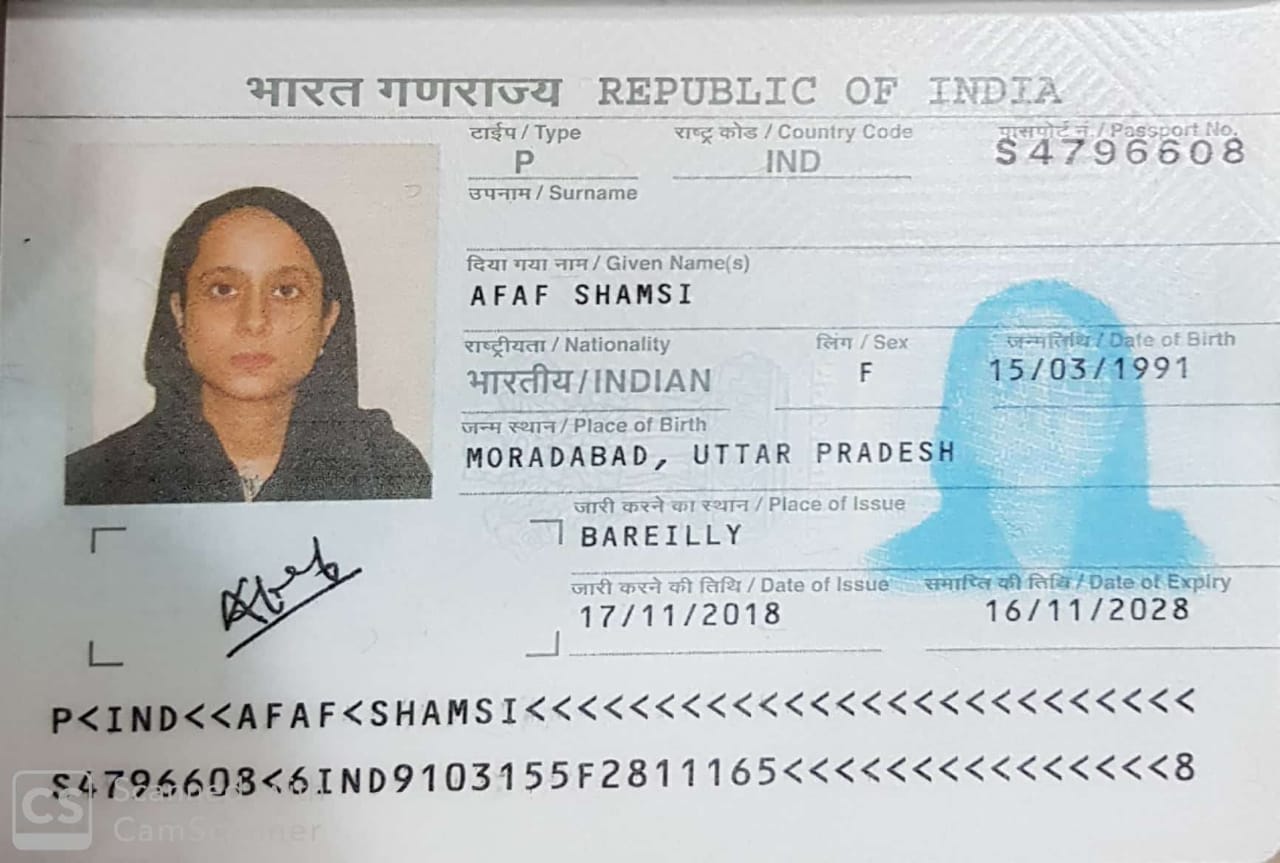 भारत गणराज्य REPUBLIC OF INDIA
टाईप / Type राष्ट्र कोड / Country Code पासपोर्ट नं. / Passport No.
P IND S4796608
उपनाम / Surname
दिया गया नाम / Given Name(s)
AFAF SHAMSI
राष्ट्रीयता / Nationality लिंग / Sex जन्मतिथि / Date of Birth
भारतीय/INDIAN F 15/03/1991
जन्म स्थान / Place of Birth
MORADABAD, UTTAR PRADESH
जारी करने का स्थान / Place of Issue
BAREILLY
जारी करने की तिथि / Date of Issue समाप्ति की तिथि / Date of Expiry
17/11/2018 16/11/2028
P<IND<<AFAF<SHAMSI<<<<<<<<<<<<<<<<<<<<<<<<<<
S4796608<6IND9103155F2811165<<<<<<<<<<<<<<<8
CS
CamScanner